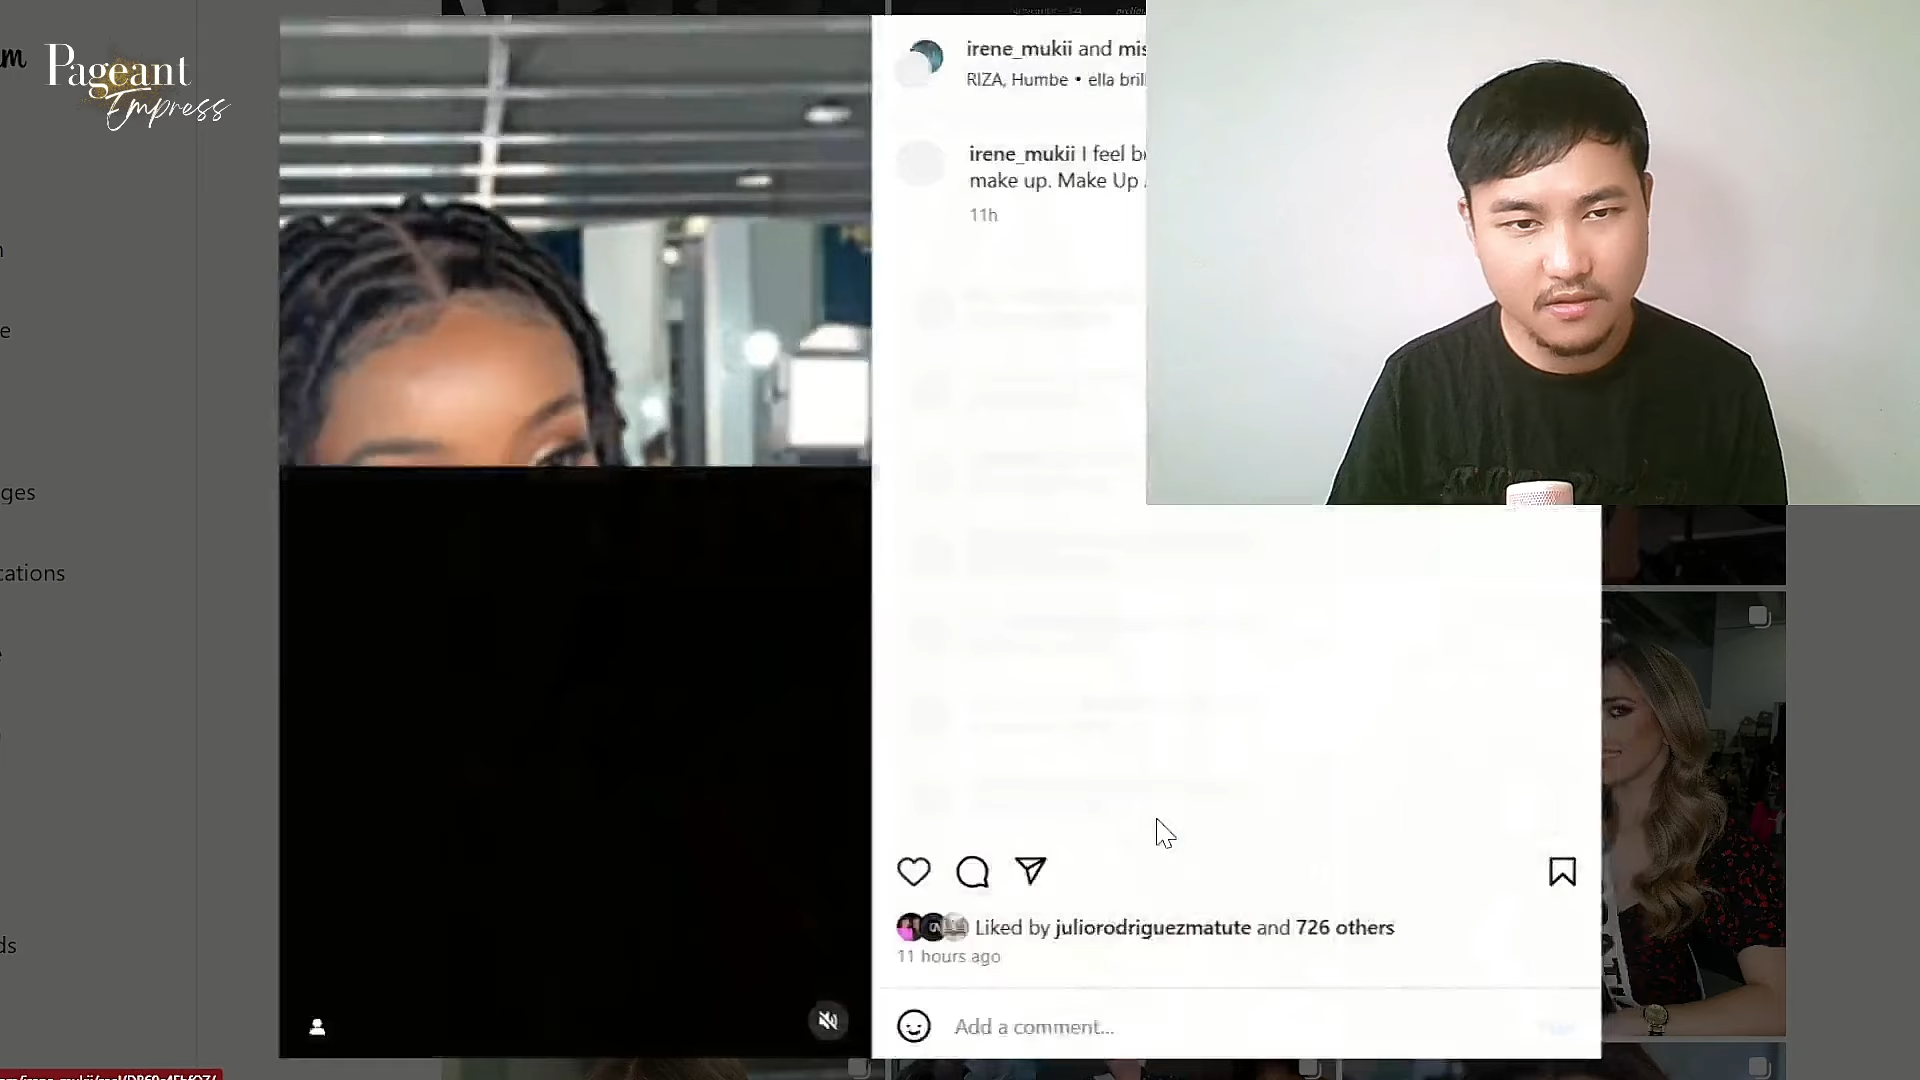 m
Pageant
Empress
irene_mukii and mis
RIZA, Humbe • ella bril
irene_mukii I feel b
make up. Make Up
11h
e
ges
cations
ds
Liked by juliorodriguezmatute and 726 others
11 hours ago
Add a comment...